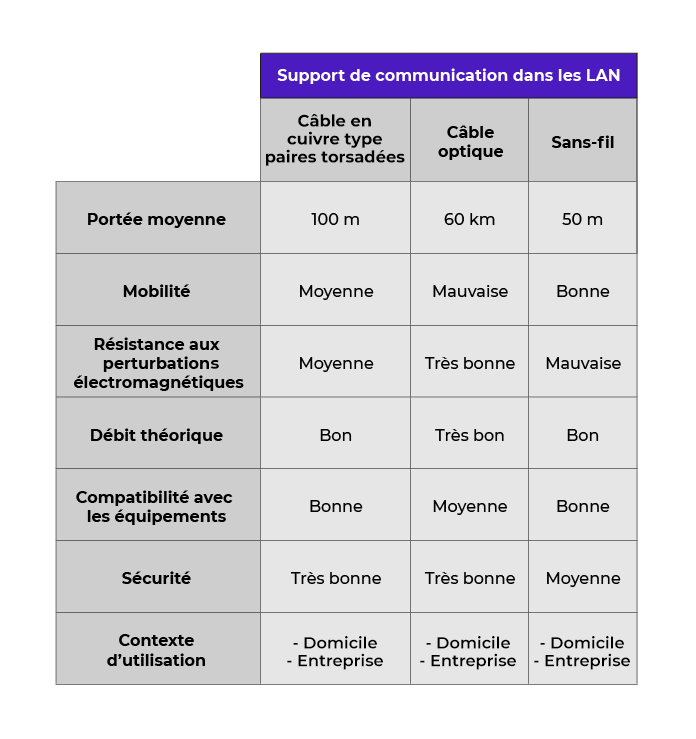 Support de communication dans les LAN
Câble en
cuivre type
paires torsadées
Câble
optique
Sans-fil
Portée moyenne
100 m
60 km
50 m
Mobilité
Moyenne
Mauvaise
Bonne
Résistance aux
perturbations
électromagnétiques
Moyenne
Très bonne
Mauvaise
Débit théorique
Bon
Très bon
Bon
Compatibilité avec
les équipements
Bonne
Moyenne
Bonne
Sécurité
Très bonne
Très bonne
Moyenne
Contexte
d’utilisation
- Domicile
- Entreprise
- Domicile
- Entreprise
- Domicile
- Entreprise